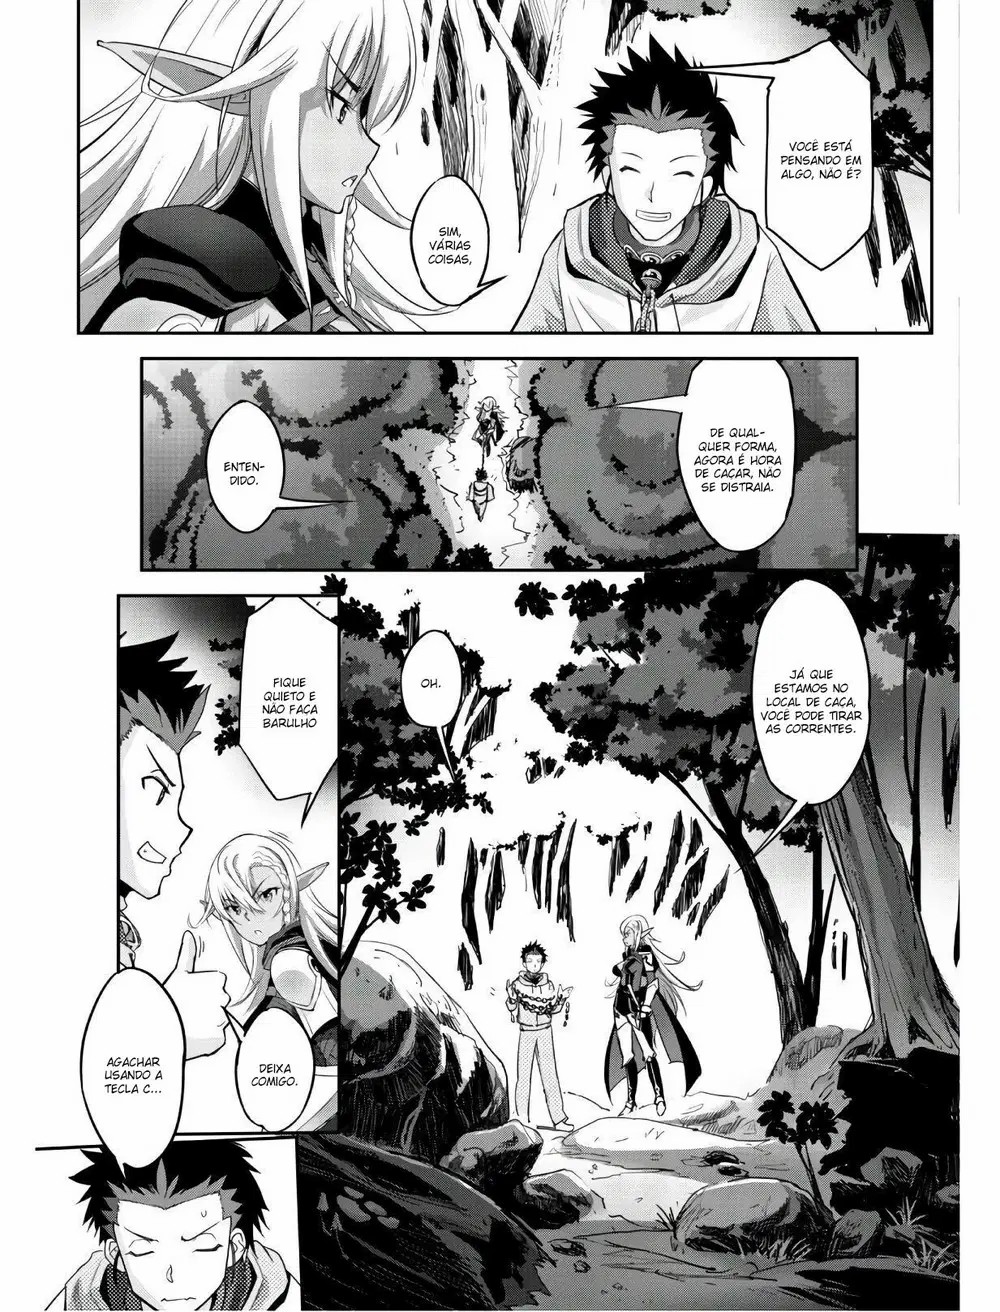 VOCÊ ESTÁ
PENSANDO EM
ALGO, NÃO É?
SIM,
VÁRIAS
COISAS,
DE QUAL-
QUER FORMA,
AGORA É HORA
DE CAÇAR, NÃO
SE DISTRAIA.
ENTEN-
DIDO.
JÁ QUE
ESTAMOS NO
LOCAL DE CAÇA,
VOCÊ PODE TIRAR
AS CORRENTES.
OH.
FIQUE
QUIETO E
NÃO FAÇA
BARULHO
DEIXA
COMIGO.
AGACHAR
USANDO A
TECLA C...